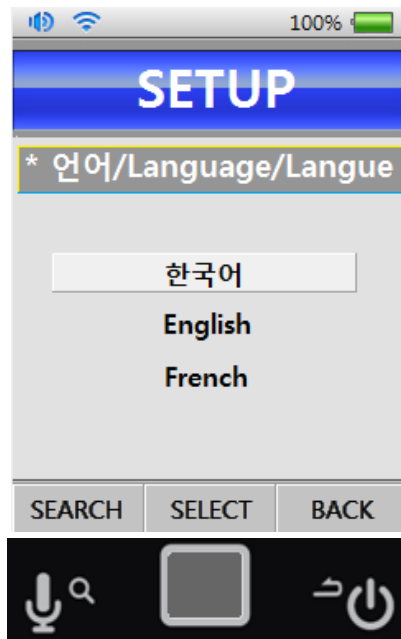 100%
SETUP
* 언어/Language/Langue
한국어
English
French
SEARCH SELECT BACK